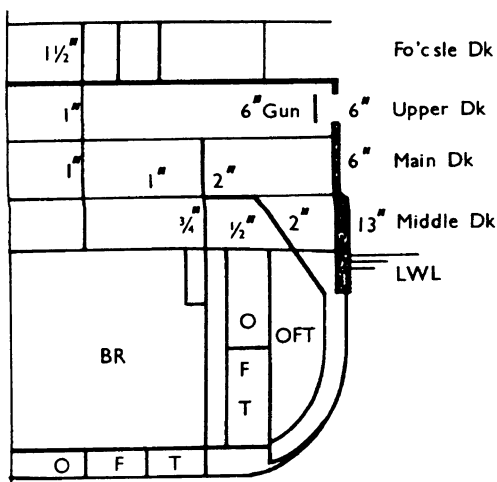 1½" Fo'csle Dk
1" 6" Gun 6" Upper Dk
1" 1" 2" 6" Main Dk
¾" ½" 2" 13" Middle Dk
LWL
O OFT
BR F
T
O F T